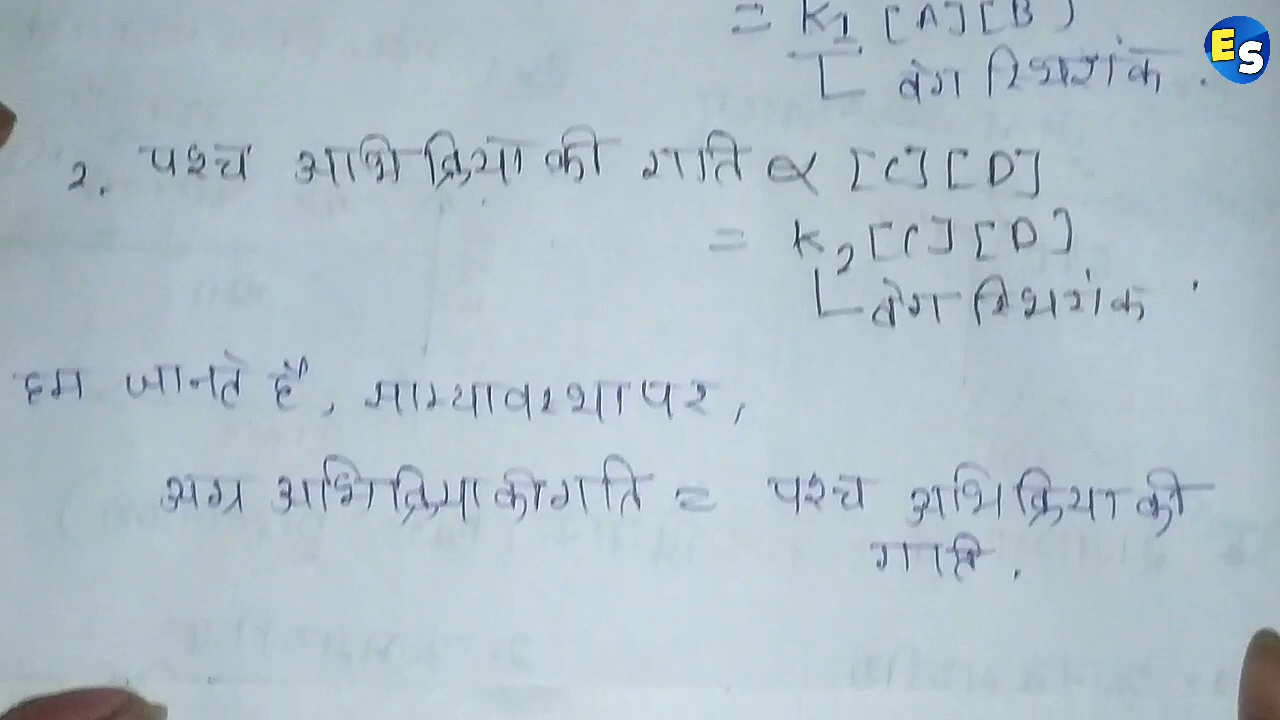 = K1 [A][B]
वेग स्थिरांक .
ES
2. पश्च अभिक्रिया की गति ∝ [C][D]
= K2 [C][D]
वेग स्थिरांक .
हम जानते हैं, साम्यावस्था पर,
अग्र अभिक्रिया की गति = पश्च अभिक्रिया की
गति .